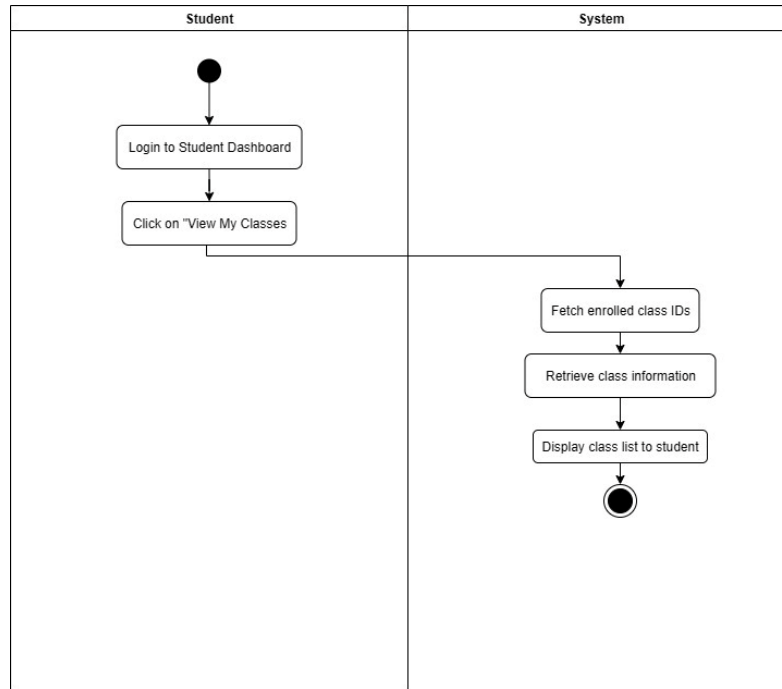 Student
System
Login to Student Dashboard
Click on "View My Classes
Fetch enrolled class IDs
Retrieve class information
Display class list to student